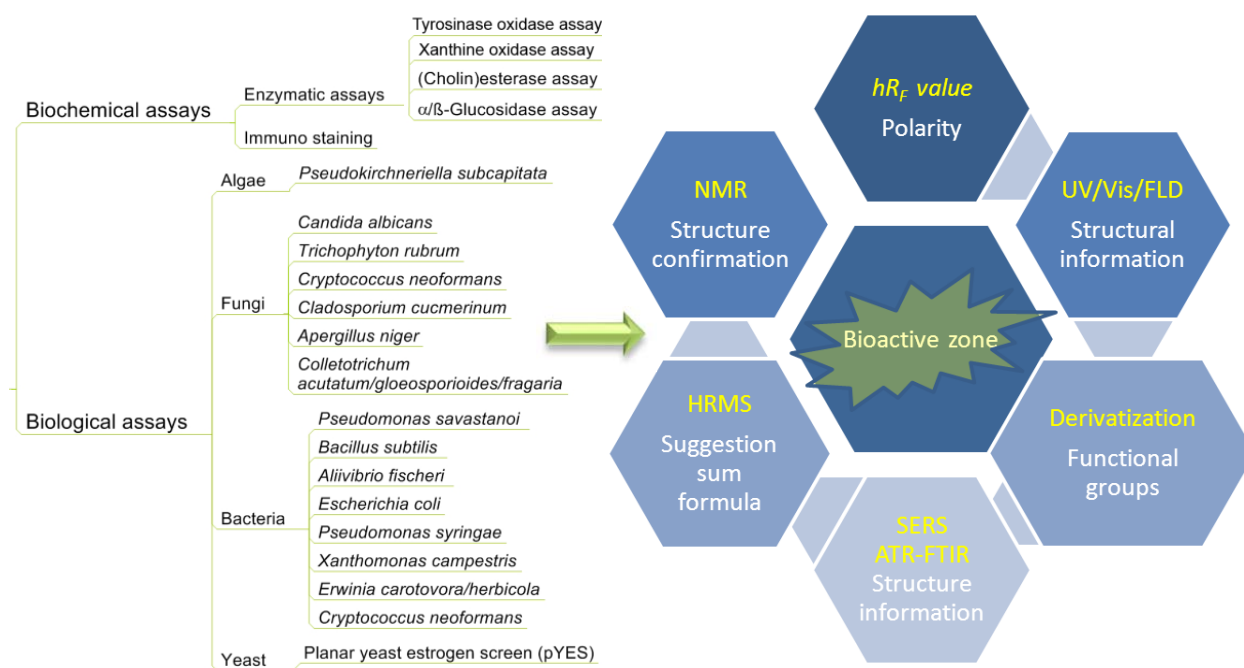 Biochemical assays
Enzymatic assays
Tyrosinase oxidase assay
Xanthine oxidase assay
(Cholin)esterase assay
α/ß-Glucosidase assay
Immuno staining
Biological assays
Algae
Pseudokirchneriella subcapitata
Fungi
Candida albicans
Trichophyton rubrum
Cryptococcus neoformans
Cladosporium cucmerinum
Apergillus niger
Colletotrichum
acutatum/gloeosporioides/fragaria
Bacteria
Pseudomonas savastanoi
Bacillus subtilis
Aliivibrio fischeri
Escherichia coli
Pseudomonas syringae
Xanthomonas campestris
Erwinia carotovora/herbicola
Cryptococcus neoformans
Yeast
Planar yeast estrogen screen (pYES)
hRF value
Polarity
UV/Vis/FLD
Structural
information
Derivatization
Functional
groups
SERS
ATR-FTIR
Structure
information
HRMS
Suggestion
sum
formula
NMR
Structure
confirmation
Bioactive zone